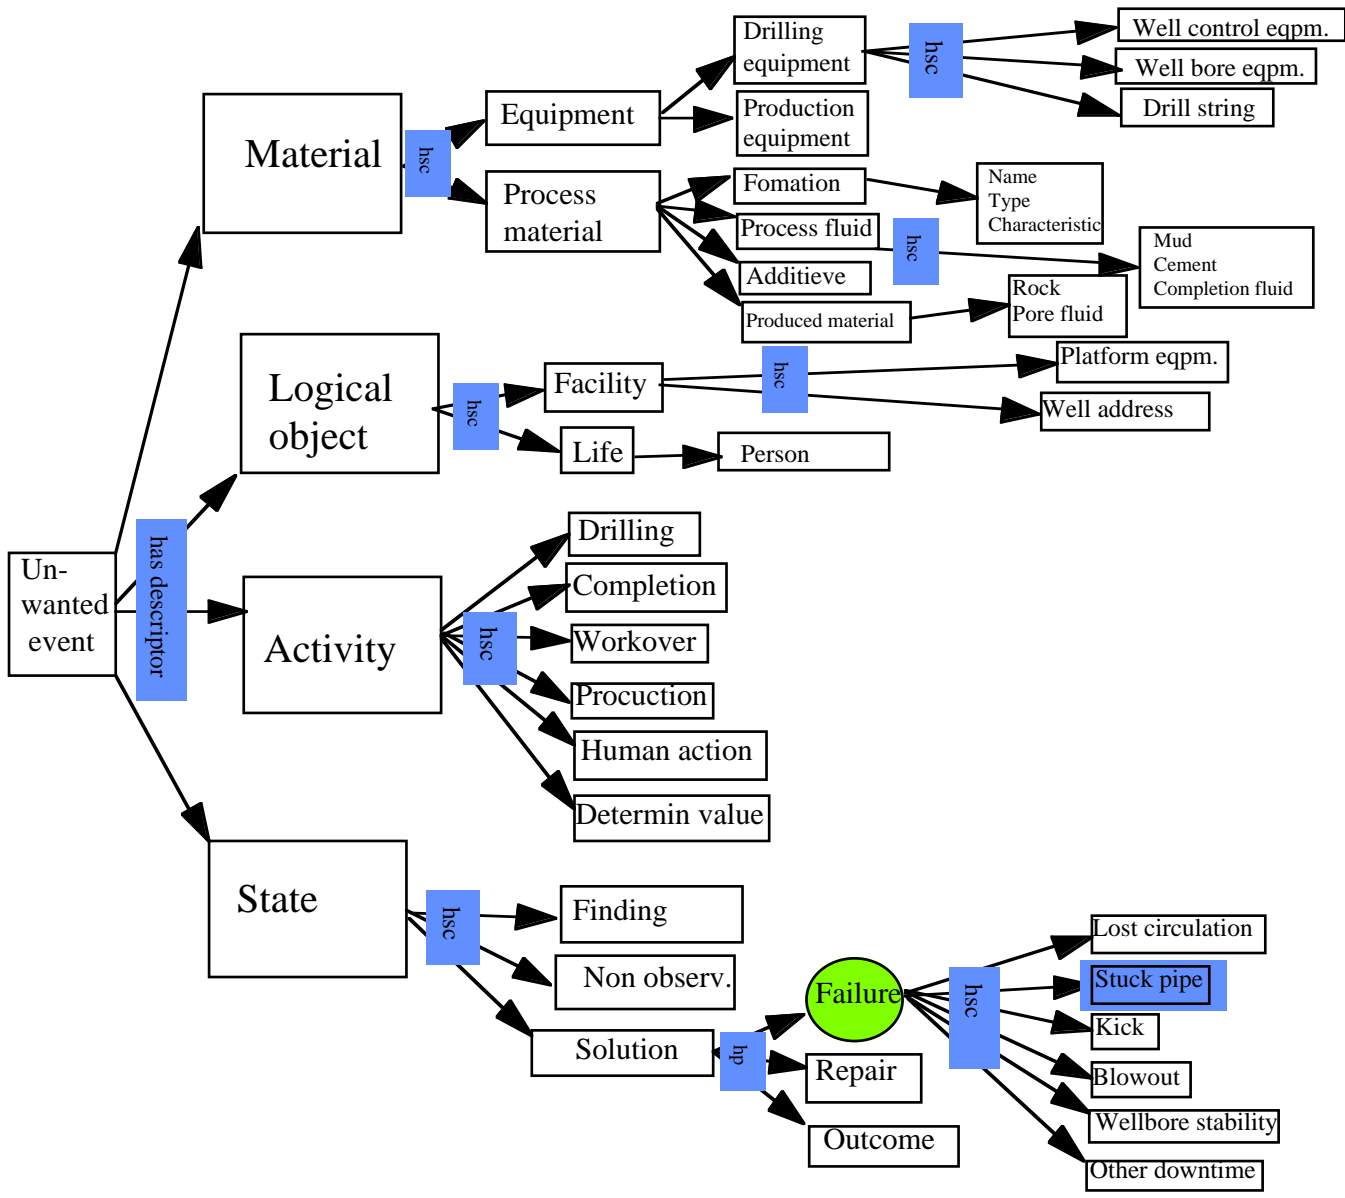 Un-
wanted
event
has descriptor
Material
hsc
Equipment
Drilling
equipment
hsc
Well control eqpm.
Well bore eqpm.
Drill string
Production
equipment
Process
material
Fomation
Name
Type
Characteristic
Process fluid
hsc
Mud
Cement
Completion fluid
Additieve
Produced material
Rock
Pore fluid
Logical
object
hsc
Facility
hsc
Platform eqpm.
Well address
Life
Person
Activity
hsc
Drilling
Completion
Workover
Procuction
Human action
Determin value
State
hsc
Finding
Non observ.
Solution
hp
Failure
hsc
Lost circulation
Stuck pipe
Kick
Blowout
Wellbore stability
Other downtime
Repair
Outcome